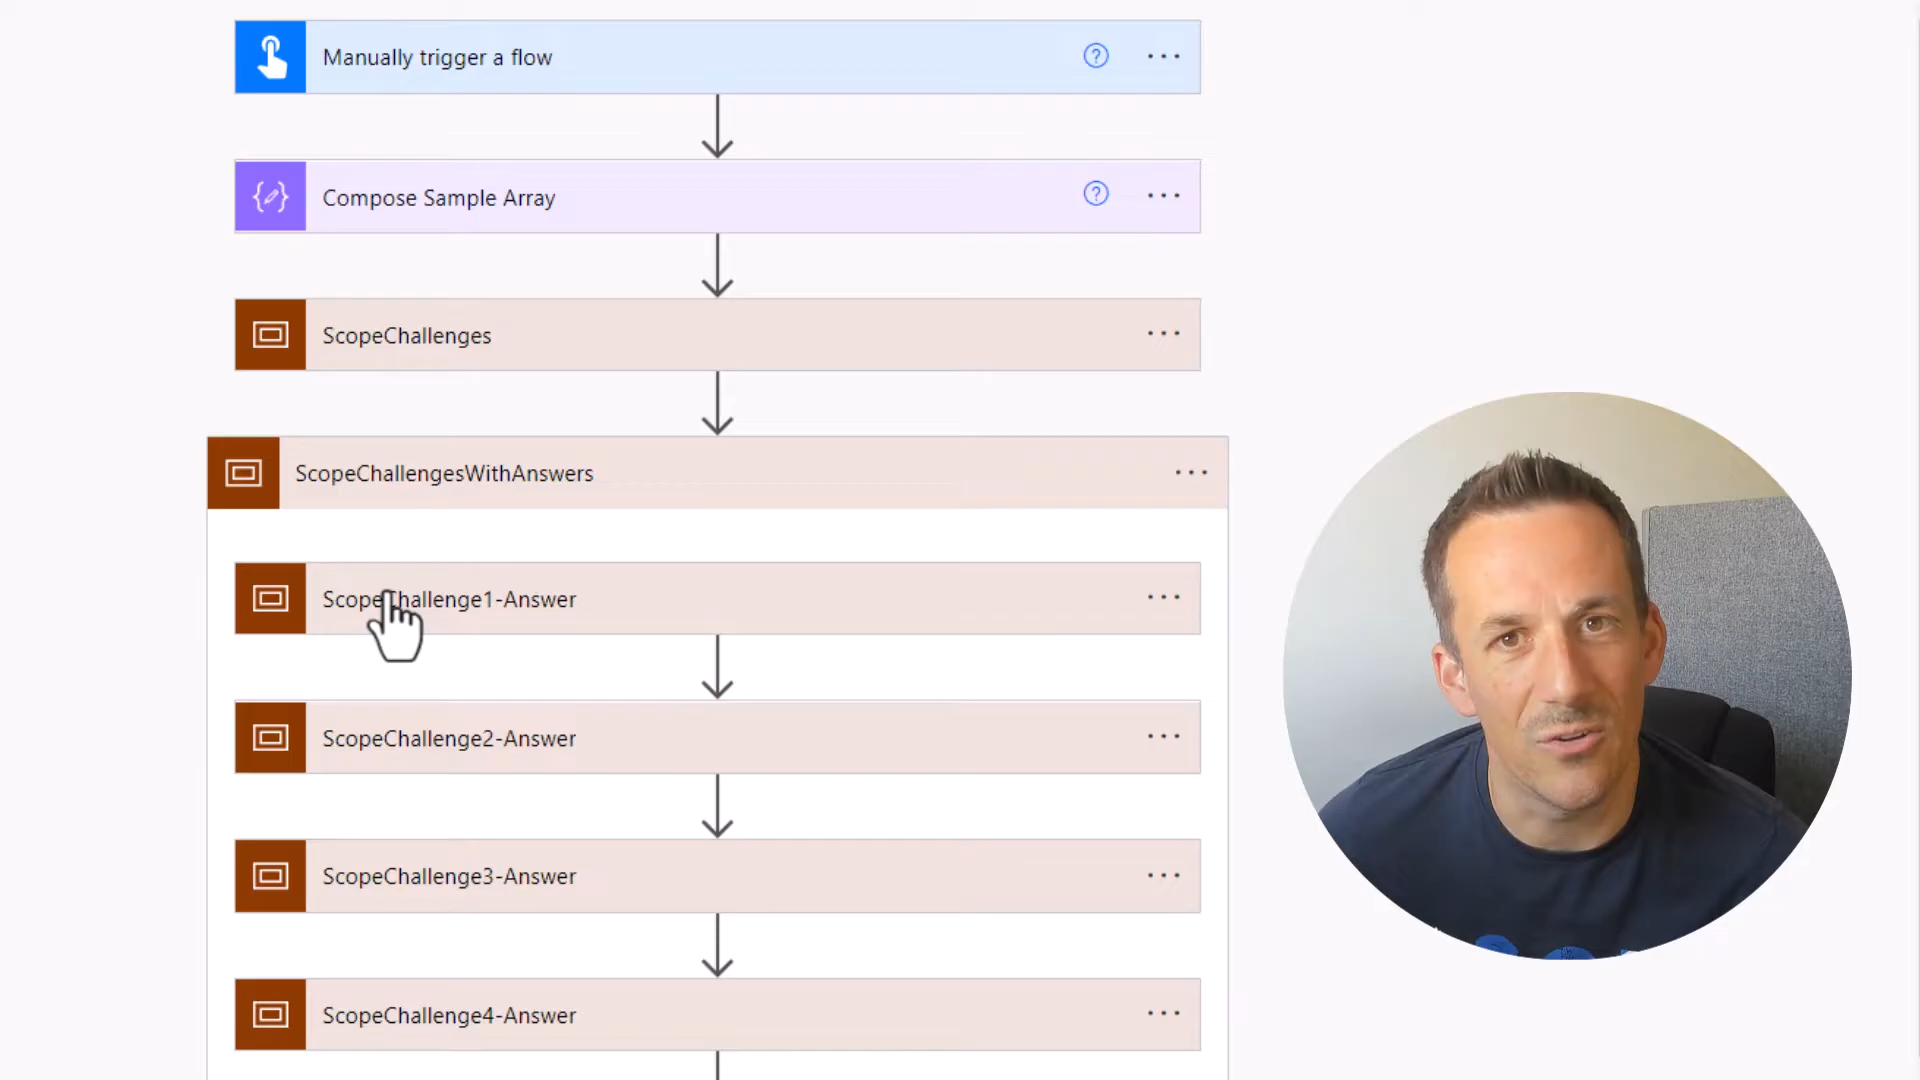 Manually trigger a flow
Compose Sample Array
ScopeChallenges
ScopeChallengesWithAnswers
ScopeChallenge1-Answer
ScopeChallenge2-Answer
ScopeChallenge3-Answer
ScopeChallenge4-Answer